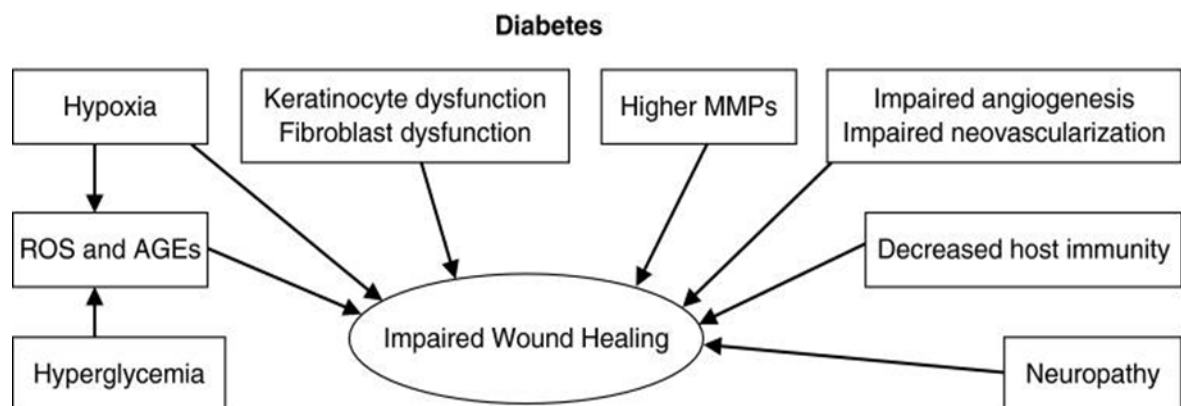 Diabetes
Hypoxia
Keratinocyte dysfunction
Fibroblast dysfunction
Higher MMPs
Impaired angiogenesis
Impaired neovascularization
ROS and AGEs
Decreased host immunity
Impaired Wound Healing
Hyperglycemia
Neuropathy